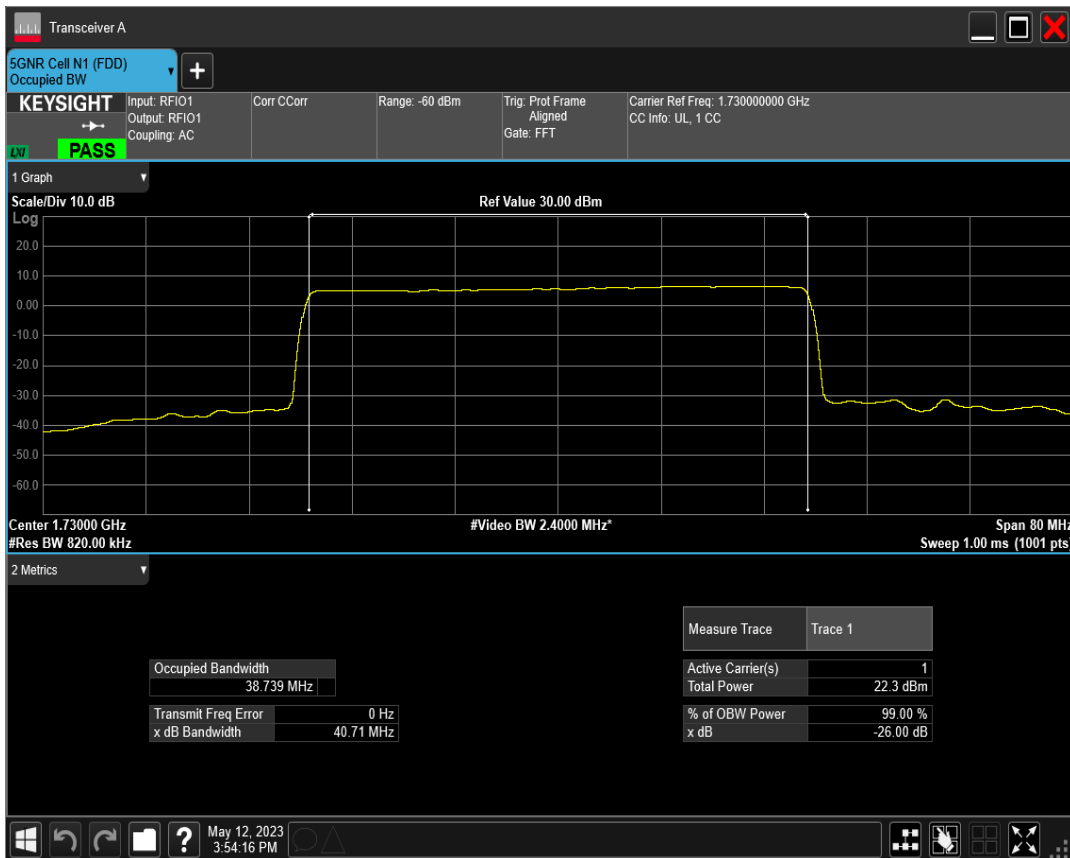 Transceiver A
5GNR Cell N1 (FDD)
Occupied BW
+
KEYSIGHT
LXI
PASS
Input: RFIO1
Output: RFIO1
Coupling: AC
Corr CCorr
Range: -60 dBm
Trig: Prot Frame
Aligned
Gate: FFT
Carrier Ref Freq: 1.730000000 GHz
CC Info: UL, 1 CC
1 Graph
Scale/Div 10.0 dB
Ref Value 30.00 dBm
Log
20.0
10.0
0.00
-10.0
-20.0
-30.0
-40.0
-50.0
-60.0
Center 1.73000 GHz
#Video BW 2.4000 MHz*
Span 80 MHz
#Res BW 820.00 kHz
Sweep 1.00 ms (1001 pts)
2 Metrics
Measure Trace Trace 1
Occupied Bandwidth
38.739 MHz
Active Carrier(s) 1
Total Power 22.3 dBm
Transmit Freq Error 0 Hz
x dB Bandwidth 40.71 MHz
% of OBW Power 99.00 %
x dB -26.00 dB
?
May 12, 2023
3:54:16 PM